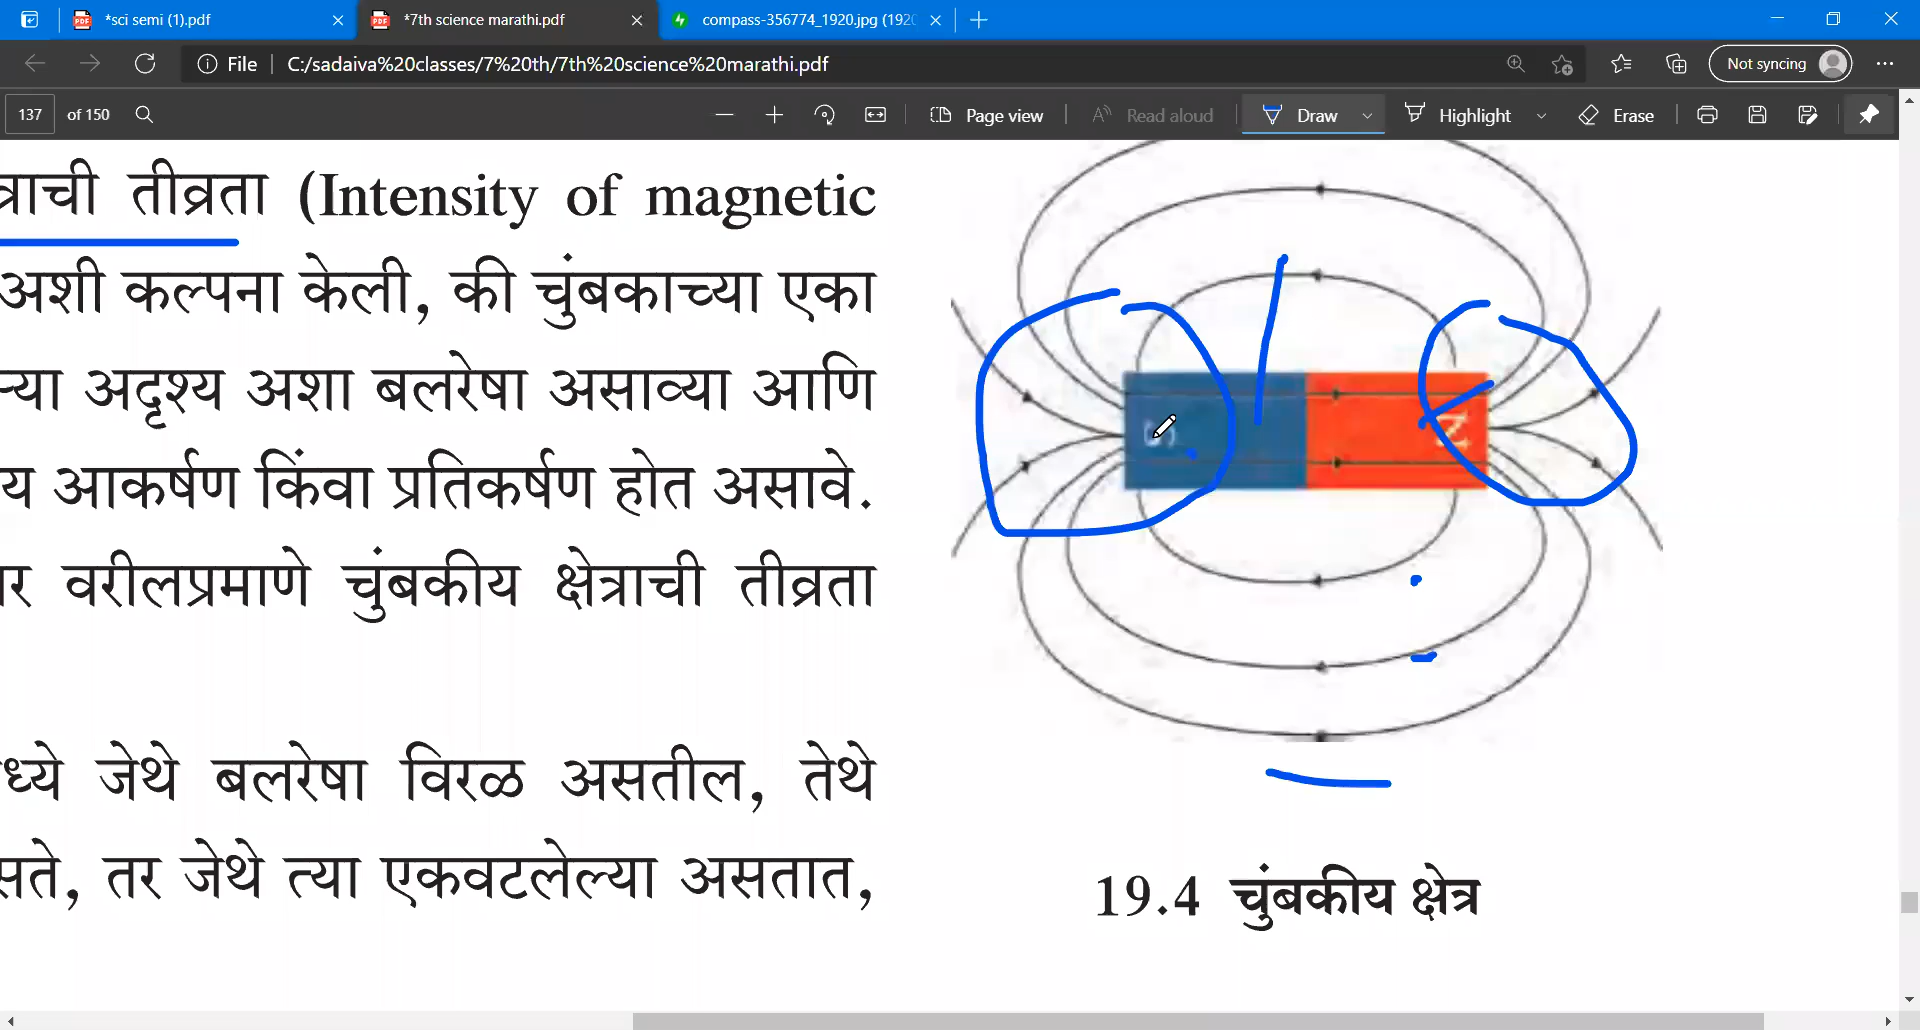 *sci semi (1).pdf
*7th science marathi.pdf
compass-356774_1920.jpg (192
File
C:/sadaiva%20classes/7%20th/7th%20science%20marathi.pdf
Not syncing
137 of 150
Page view
Read aloud
Draw
Highlight
Erase
त्राची तीव्रता (Intensity of magnetic
अशी कल्पना केली, की चुंबकाच्या एका
च्या अदृश्य अशा बलरेषा असाव्या आणि
य आकर्षण किंवा प्रतिकर्षण होत असावे.
वरीलप्रमाणे चुंबकीय क्षेत्राची तीव्रता
ध्ये जेथे बलरेषा विरळ असतील, तेथे
सते, तर जेथे त्या एकवटलेल्या असतात,
N
19.4 चुंबकीय क्षेत्र